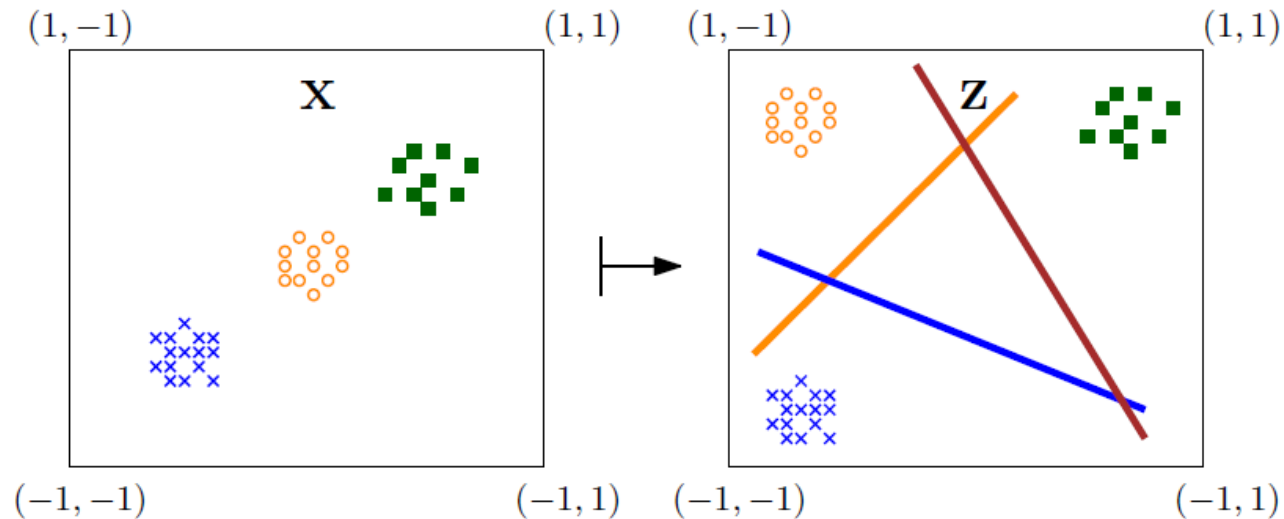 (1, −1) (1, 1) (1, −1) (1, 1)
X Z
(−1, −1) (−1, 1) (−1, −1) (−1, 1)